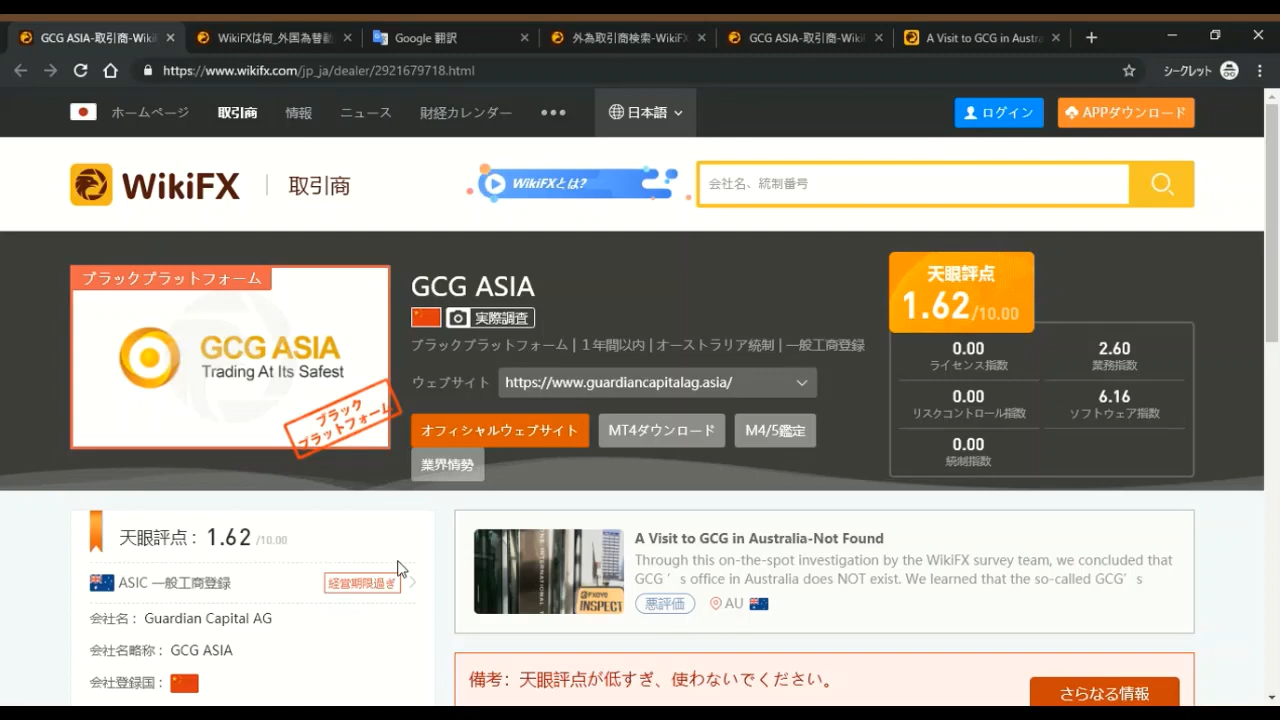 GCG ASIA-取引商-Wiki
WikiFXは何_外国為替動
Google 翻訳
外為取引商検索-WikiFX
GCG ASIA-取引商-Wiki
A Visit to GCG in Austra
https://www.wikifx.com/jp_ja/dealer/2921679718.html
シークレット
ホームページ
取引商
情報
ニュース
財経カレンダー
日本語
ログイン
APPダウンロード
WikiFX
取引商
WikiFXとは?
会社名、統制番号
ブラックプラットフォーム
GCG ASIA
Trading At Its Safest
ブラック
プラットフォーム
GCG ASIA
実際調査
ブラックプラットフォーム | 1年間以内 | オーストラリア統制 | 一般工商登録
ウェブサイト
https://www.guardiancapitalag.asia/
オフィシャルウェブサイト
MT4ダウンロード
M4/5鑑定
業界情勢
天眼評点
1.62/10.00
0.00
ライセンス指数
2.60
業務指数
0.00
リスクコントロール指数
6.16
ソフトウェア指数
0.00
統制指数
天眼評点： 1.62 /10.00
ASIC 一般工商登録
経営期限過ぎ
会社名： Guardian Capital AG
会社名略称： GCG ASIA
会社登録国：
INSPECT
A Visit to GCG in Australia-Not Found
Through this on-the-spot investigation by the WikiFX survey team, we concluded that
GCG＇s office in Australia does NOT exist. We learned that the so-called GCG＇s
悪評価
AU
備考：天眼評点が低すぎ、使わないでください。
さらなる情報